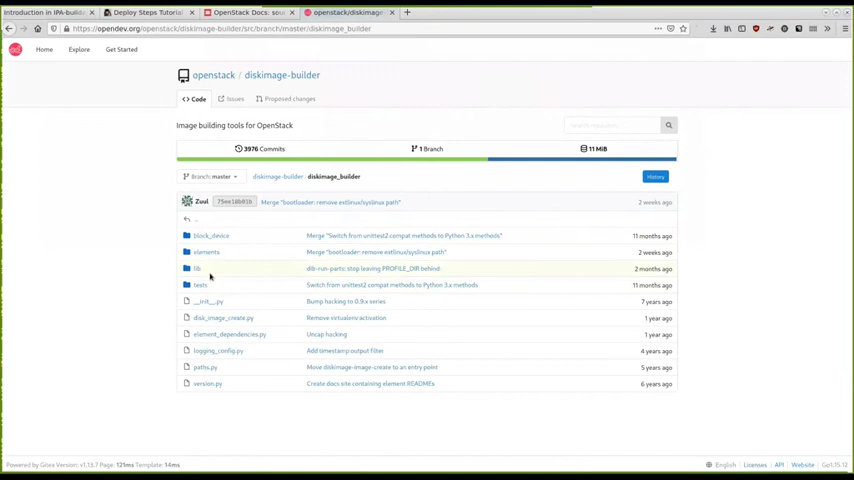 Introduction in IPA-build
Deploy Steps Tutorial
OpenStack Docs: sou
openstack/diskimage-builder
https://opendev.org/openstack/diskimage-builder/src/branch/master/diskimage_builder
Home Explore Get Started
openstack / diskimage-builder
Code Issues Proposed changes
Image building tools for OpenStack
Search repository...
3976 Commits 1 Branch 11 MiB
Branch: master diskimage-builder / diskimage_builder History
Zuul 75ee18b01b Merge "bootloader: remove extlinux/syslinux path" 2 weeks ago
..
block_device Merge "Switch from unittest2 compat methods to Python 3.x methods" 11 months ago
elements Merge "bootloader: remove extlinux/syslinux path" 2 weeks ago
lib dib-run-parts: stop leaving PROFILE_DIR behind 2 months ago
tests Switch from unittest2 compat methods to Python 3.x methods 11 months ago
__init__.py Bump hacking to 0.9.x series 7 years ago
disk_image_create.py Remove virtualenv activation 1 year ago
element_dependencies.py Uncap hacking 1 year ago
logging_config.py Add timestamp output filter 4 years ago
paths.py Move diskimage-image-create to an entry point 5 years ago
version.py Create docs site containing element READMEs 6 years ago
Powered by Gitea Version: v1.13.7 Page: 121ms Template: 14ms English Licenses API Website Go1.15.12